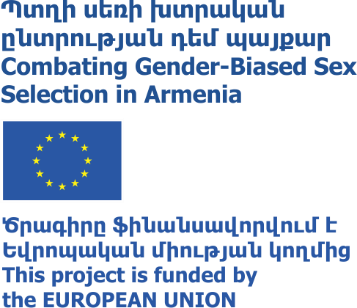 Պտղի սեռի խտրական
ընտրության դեմ պայքար
Combating Gender-Biased Sex
Selection in Armenia
Ծրագիրը ֆինանսավորվում է
Եվրոպական միության կողմից
This project is funded by
the EUROPEAN UNION